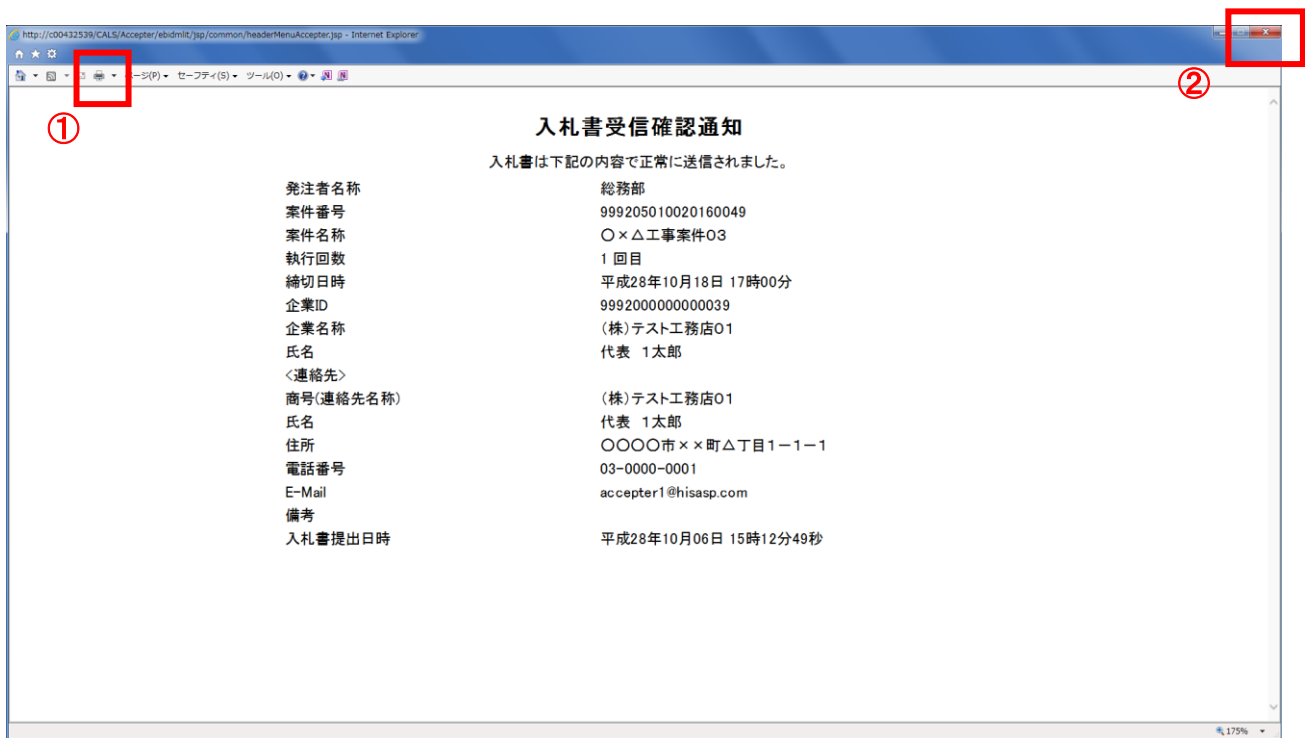 http://c00432539/CALS/Accepter/ebidmlit/jsp/common/headerMenuAccepter.jsp - Internet Explorer
ページ(P) セーフティ(S) ツール(O)
①
②
入札書受信確認通知
入札書は下記の内容で正常に送信されました。
発注者名称 総務部
案件番号 999205010020160049
案件名称 〇×△工事案件03
執行回数 1 回目
締切日時 平成28年10月18日 17時00分
企業ID 9992000000000039
企業名称 (株)テスト工務店01
氏名 代表 1太郎
<連絡先>
商号(連絡先名称) (株)テスト工務店01
氏名 代表 1太郎
住所 〇〇〇〇市××町△丁目1-1-1
電話番号 03-0000-0001
E-Mail accepter1@hisasp.com
備考
入札書提出日時 平成28年10月06日 15時12分49秒
175%